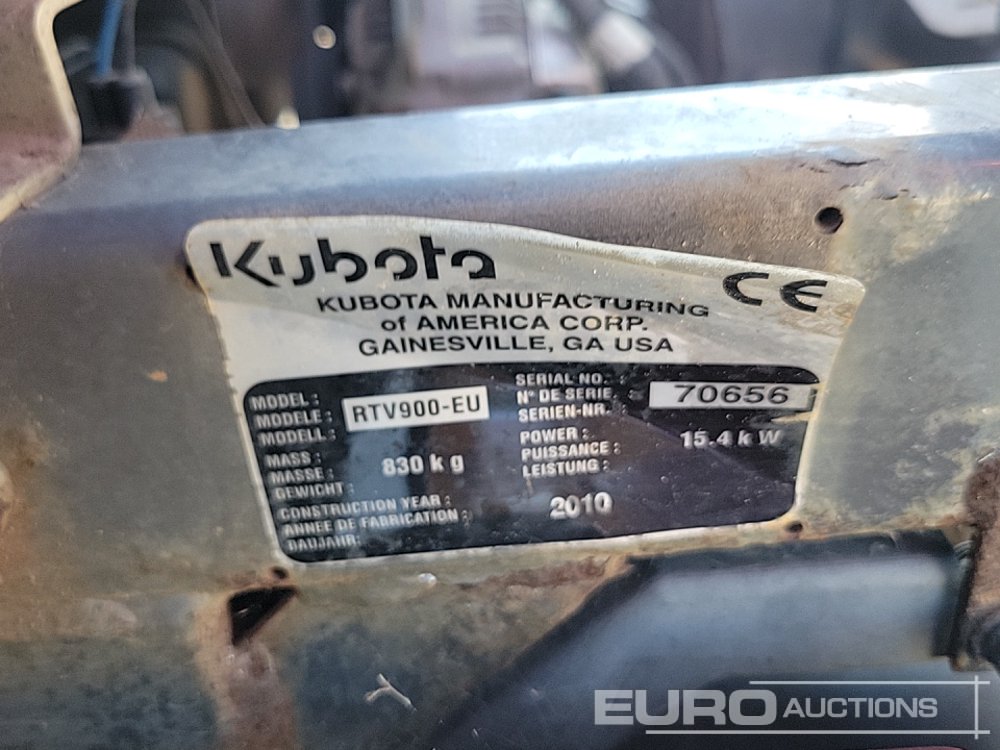 Kubota
CE
KUBOTA MANUFACTURING
of AMERICA CORP.
GAINESVILLE, GA USA
MODEL :
MODELE :
MODELL :
RTV900-EU
SERIAL NO.
N° DE SERIE.
SERIEN-NR.
70656
MASS :
MASSE :
GEWICHT :
830 kg
POWER :
PUISSANCE :
LEISTUNG :
15.4 kW
CONSTRUCTION YEAR :
ANNEE DE FABRICATION :
BAUJAHR:
2010
EURO AUCTIONS